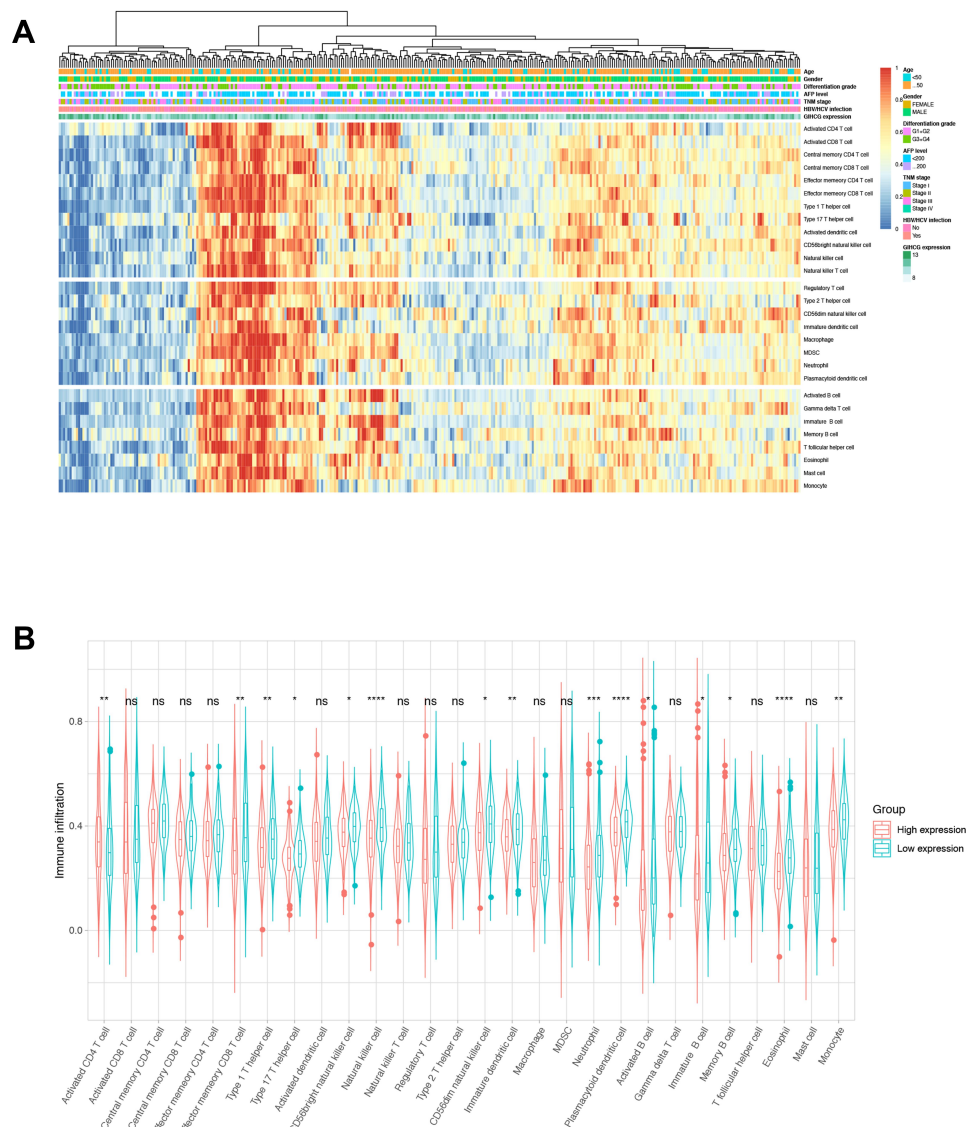 A
Age
Gender
Differentiation grade
AFP level
TNM stage
HBV/HCV infection
GIHCG expression
Activated CD4 T cell
Activated CD8 T cell
Central memory CD4 T cell
Central memory CD8 T cell
Effector memeory CD4 T cell
Effector memeory CD8 T cell
Type 1 T helper cell
Type 17 T helper cell
Activated dendritic cell
CD56bright natural killer cell
Natural killer cell
Natural killer T cell
Regulatory T cell
Type 2 T helper cell
CD56dim natural killer cell
Immature dendritic cell
Macrophage
MDSC
Neutrophil
Plasmacytoid dendritic cell
Activated B cell
Gamma delta T cell
Immature B cell
Memory B cell
T follicular helper cell
Eosinophil
Mast cell
Monocyte
1
0.8
0.6
0.4
0.2
0
Age
<50
..50
Gender
FEMALE
MALE
Differentiation grade
G1+G2
G3+G4
AFP level
<200
..200
TNM stage
Stage I
Stage II
Stage III
Stage IV
HBV/HCV infection
No
Yes
GIHCG expression
13
8
B
** ns ns ns ns ** ** * ns * **** ns ns ns * ** ns ns *** **** * ns * * ns **** ns **
Immune infiltration
0.8
0.4
0.0
Group
High expression
Low expression
Activated CD4 T cell
Activated CD8 T cell
Central memory CD4 T cell
Central memory CD8 T cell
ffector memeory CD4 T cell
ffector memeory CD8 T cell
Type 1 T helper cell
Type 17 T helper cell
Activated dendritic cell
CD56bright natural killer cell
Natural killer cell
Natural killer T cell
Regulatory T cell
Type 2 T helper cell
CD56dim natural killer cell
Immature dendritic cell
Macrophage
MDSC
Neutrophil
Plasmacytoid dendritic cell
Activated B cell
Gamma delta T cell
Immature B cell
Memory B cell
T follicular helper cell
Eosinophil
Mast cell
Monocyte